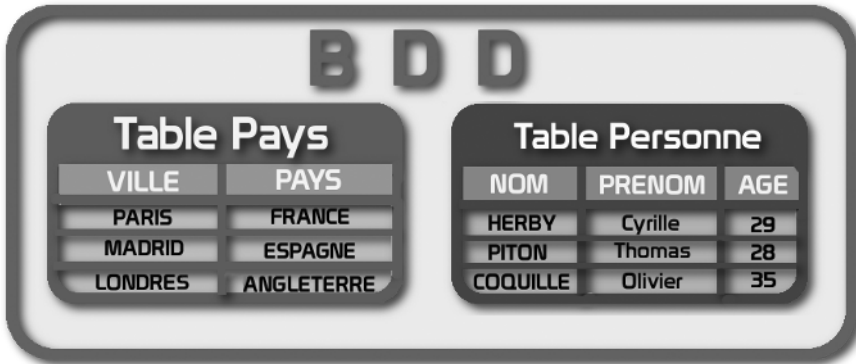 BDD
Table Pays
VILLE PAYS
PARIS FRANCE
MADRID ESPAGNE
LONDRES ANGLETERRE
Table Personne
NOM PRENOM AGE
HERBY Cyrille 29
PITON Thomas 28
COQUILLE Olivier 35